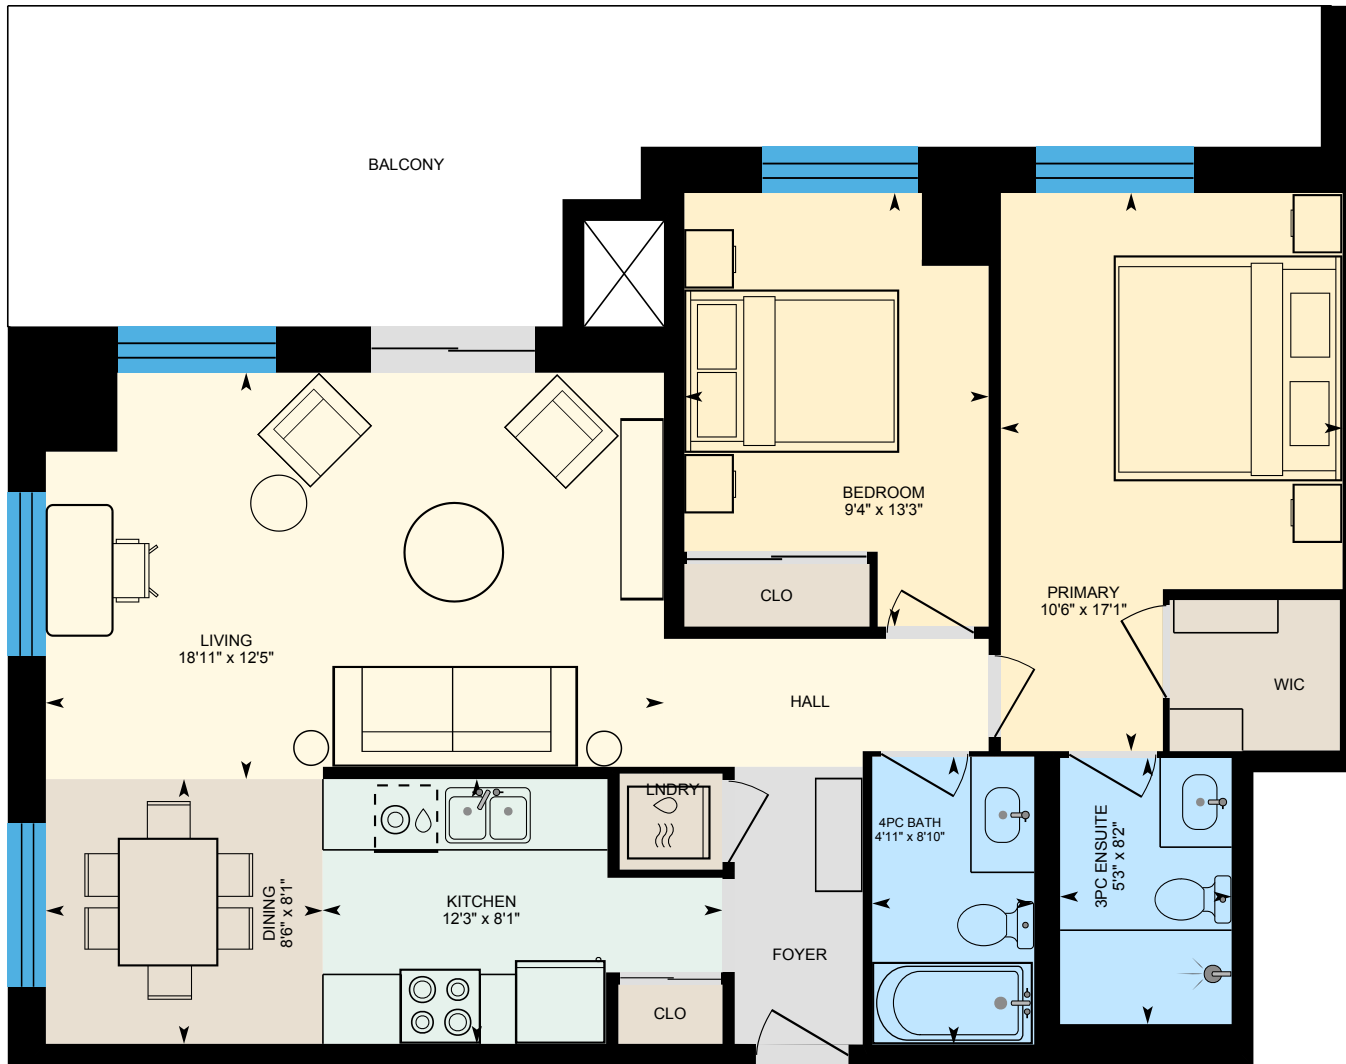 BALCONY
BEDROOM
9'4" x 13'3"
CLO
PRIMARY
10'6" x 17'1"
LIVING
18'11" x 12'5"
WIC
HALL
LNDRY
4PC BATH
4'11" x 8'10"
3PC ENSUITE
5'3" x 8'2"
DINING
8'6" x 8'1"
KITCHEN
12'3" x 8'1"
FOYER
CLO